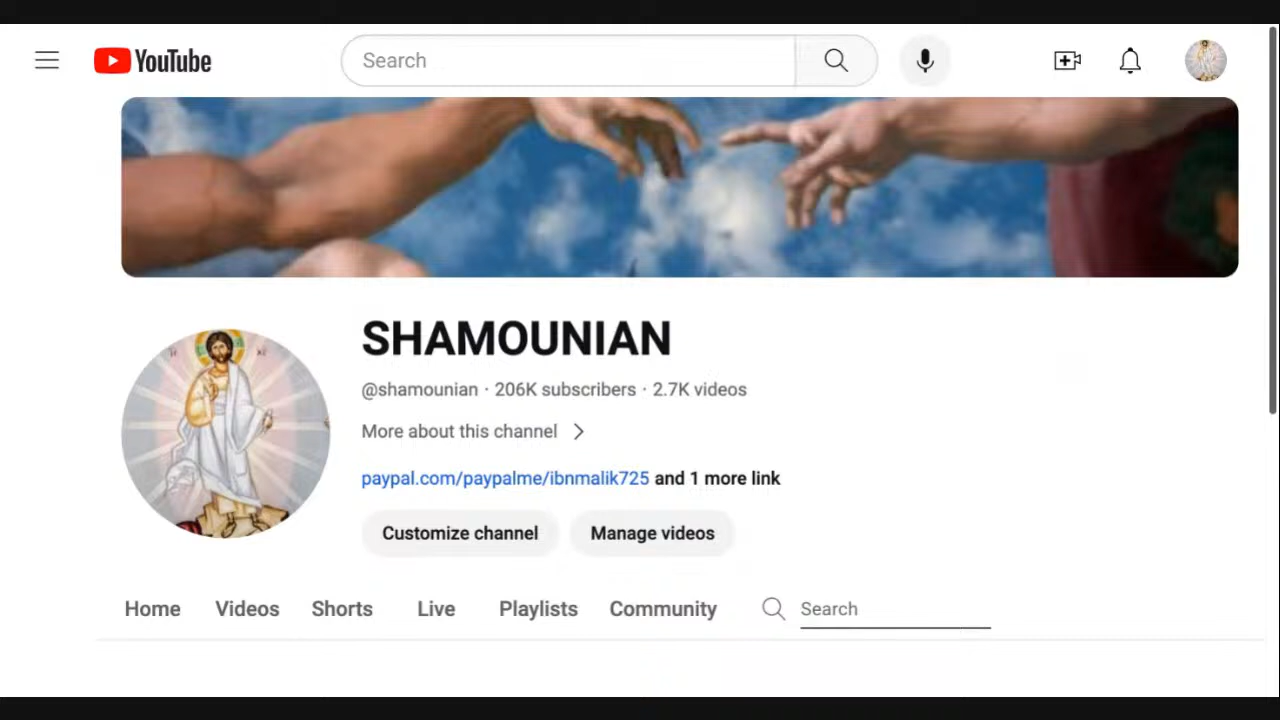 YouTube
Search
SHAMOUNIAN
@shamounian · 206K subscribers · 2.7K videos
More about this channel
paypal.com/paypalme/ibnmalik725 and 1 more link
Customize channel
Manage videos
Home
Videos
Shorts
Live
Playlists
Community
Search